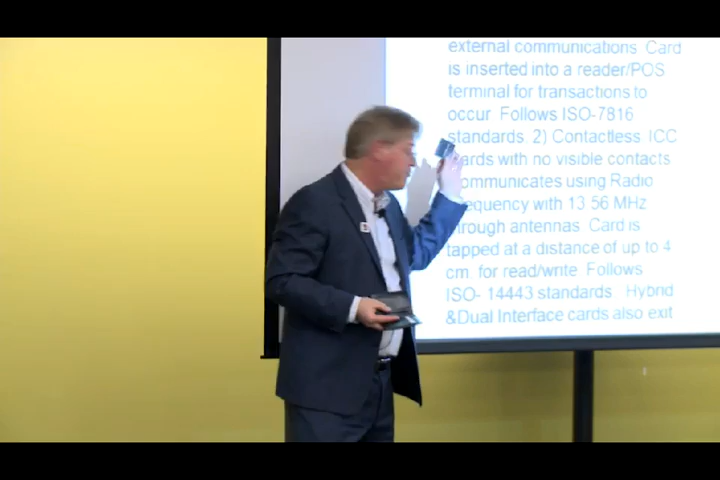 external communications Card
is inserted into a reader/POS
terminal for transactions to
occur Follows ISO-7816
standards 2) Contactless ICC
ards with no visible contacts
ommunicates using Radio
equency with 13 56 MHz
hrough antennas Card is
tapped at a distance of up to 4
cm. for read/write Follows
ISO- 14443 standards Hybrid
&Dual Interface cards also exit